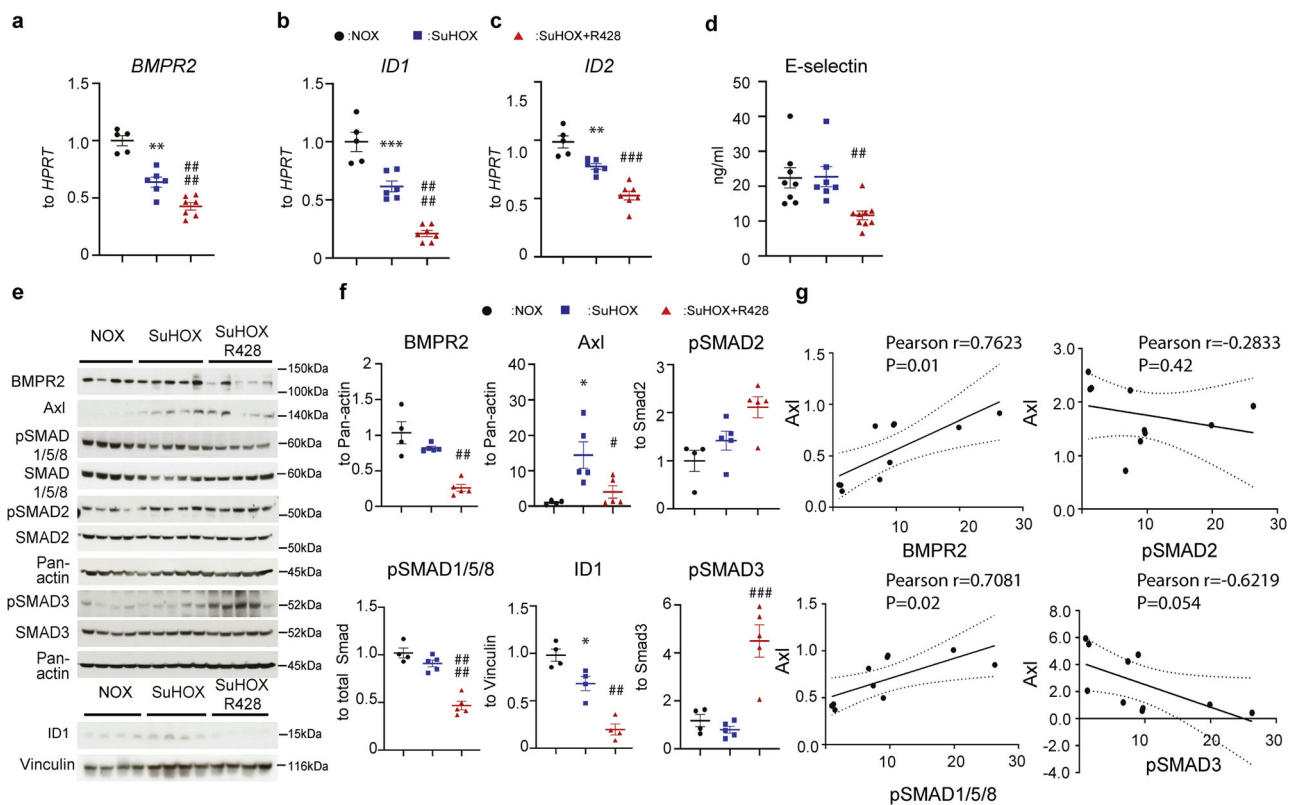 a
b
c
d
:NOX :SuHOX :SuHOX+R428
BMPR2
to HPRT
1.5
1.0
0.5
0
**
##
##
ID1
to HPRT
1.5
1.0
0.5
0
***
##
##
ID2
to HPRT
1.5
1.0
0.5
0
**
###
E-selectin
ng/ml
50
40
30
20
10
0
##
e
NOX SuHOX SuHOX
R428
BMPR2
150kDa
100kDa
Axl
140kDa
pSMAD
1/5/8
60kDa
SMAD
1/5/8
60kDa
pSMAD2
50kDa
SMAD2
50kDa
Pan-
actin
45kDa
pSMAD3
52kDa
SMAD3
52kDa
Pan-
actin
45kDa
NOX SuHOX SuHOX
R428
ID1
15kDa
Vinculin
116kDa
f
:NOX :SuHOX :SuHOX+R428
BMPR2
to Pan-actin
2
1.5
1
0.5
0
##
Axl
to Pan-actin
40
30
20
10
0
*
#
pSMAD2
to Smad2
3
2
1
0
pSMAD1/5/8
to total Smad
1.5
1.0
0.5
0
##
##
ID1
to Vinculin
1.5
1.0
0.5
0
*
##
pSMAD3
to Smad3
6
4
2
0
###
g
Pearson r=0.7623
P=0.01
Axl
1.5
1.0
0.5
0
10
20
30
BMPR2
Pearson r=-0.2833
P=0.42
Axl
2.0
1.5
1.0
0.5
0
10
20
30
pSMAD2
Pearson r=0.7081
P=0.02
Axl
1.5
1.0
0.5
0
10
20
30
pSMAD1/5/8
Pearson r=-0.6219
P=0.054
Axl
6.0
4.0
2.0
0.0
-2.0
-4.0
10
20
30
pSMAD3